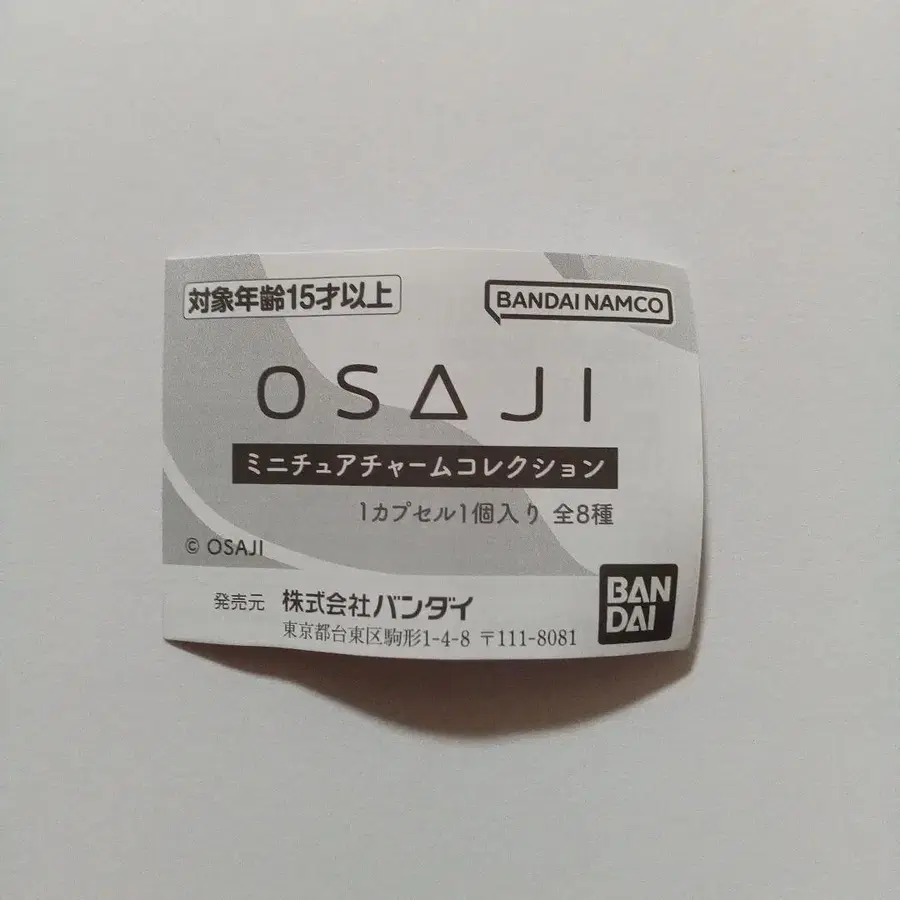 対象年齢15才以上
BANDAI NAMCO
OSAJI
ミニチュアチャームコレクション
1カプセル1個入り 全8種
© OSAJI
発売元 株式会社バンダイ
東京都台東区駒形1-4-8 〒111-8081
BAN
DAI